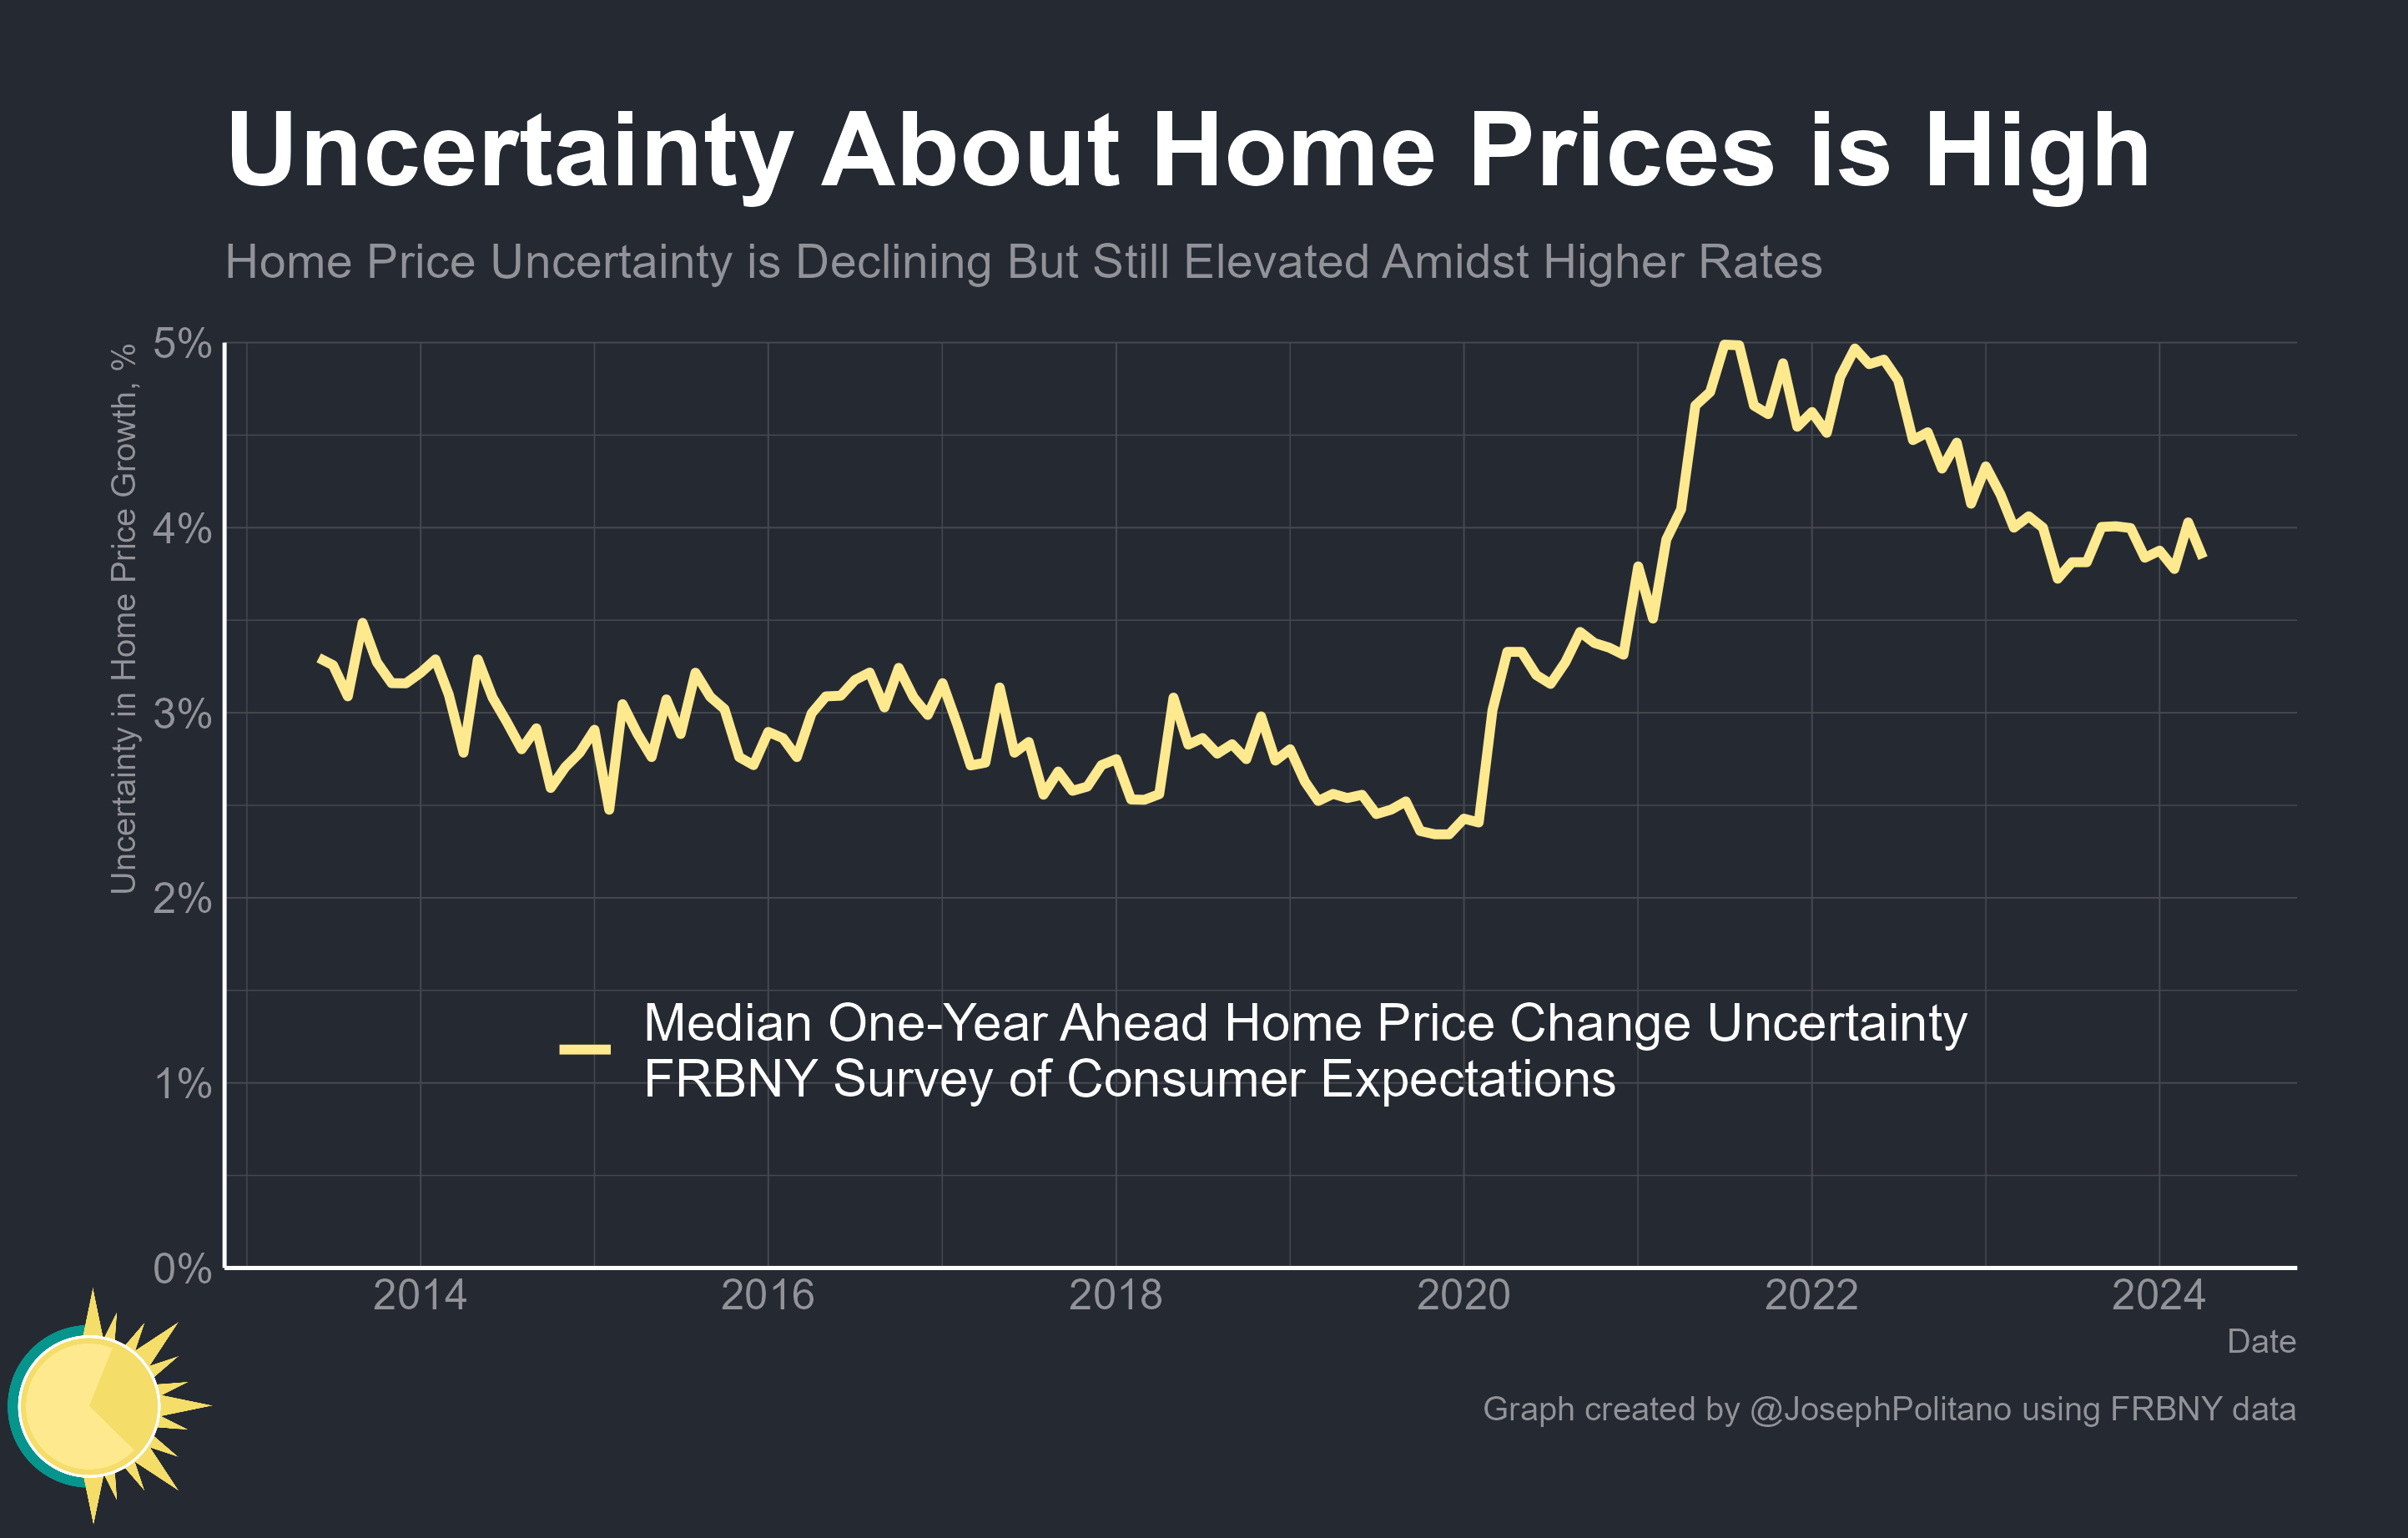 Uncertainty About Home Prices is High
Home Price Uncertainty is Declining But Still Elevated Amidst Higher Rates
Uncertainty in Home Price Growth, %
5%
4%
3%
2%
1%
0%
Median One-Year Ahead Home Price Change Uncertainty
FRBNY Survey of Consumer Expectations
2014 2016 2018 2020 2022 2024
Date
Graph created by @JosephPolitano using FRBNY data